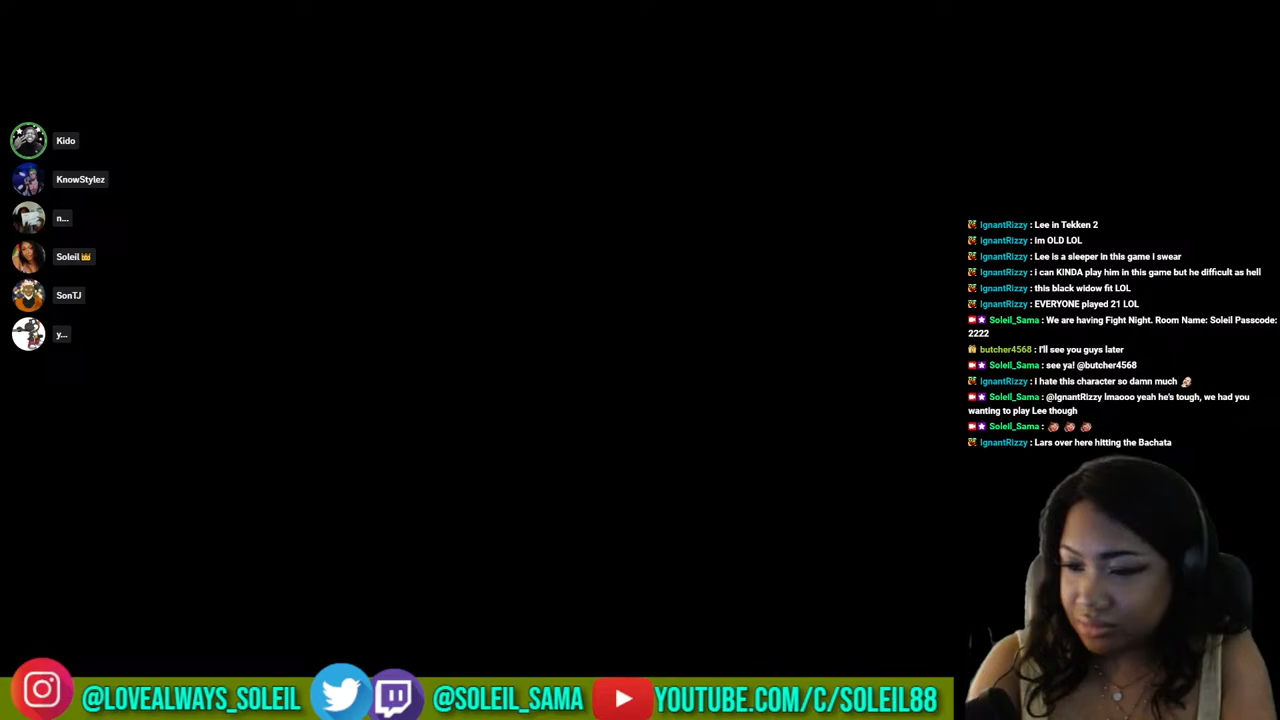 Kido
KnowStylez
n...
Soleil
SonTJ
y...
IgnantRizzy : Lee in Tekken 2
IgnantRizzy : Im OLD LOL
IgnantRizzy : Lee is a sleeper in this game I swear
IgnantRizzy : i can KINDA play him in this game but he difficult as hell
IgnantRizzy : this black widow fit LOL
IgnantRizzy : EVERYONE played 21 LOL
Soleil_Sama : We are having Fight Night. Room Name: Soleil Passcode:
2222
butcher4568 : I'll see you guys later
Soleil_Sama : see ya! @butcher4568
IgnantRizzy : i hate this character so damn much
Soleil_Sama : @IgnantRizzy lmaooo yeah he's tough, we had you
wanting to play Lee though
Soleil_Sama :
IgnantRizzy : Lars over here hitting the Bachata
@LOVEALWAYS_SOLEIL
@SOLEIL_SAMA
YOUTUBE.COM/C/SOLEIL88